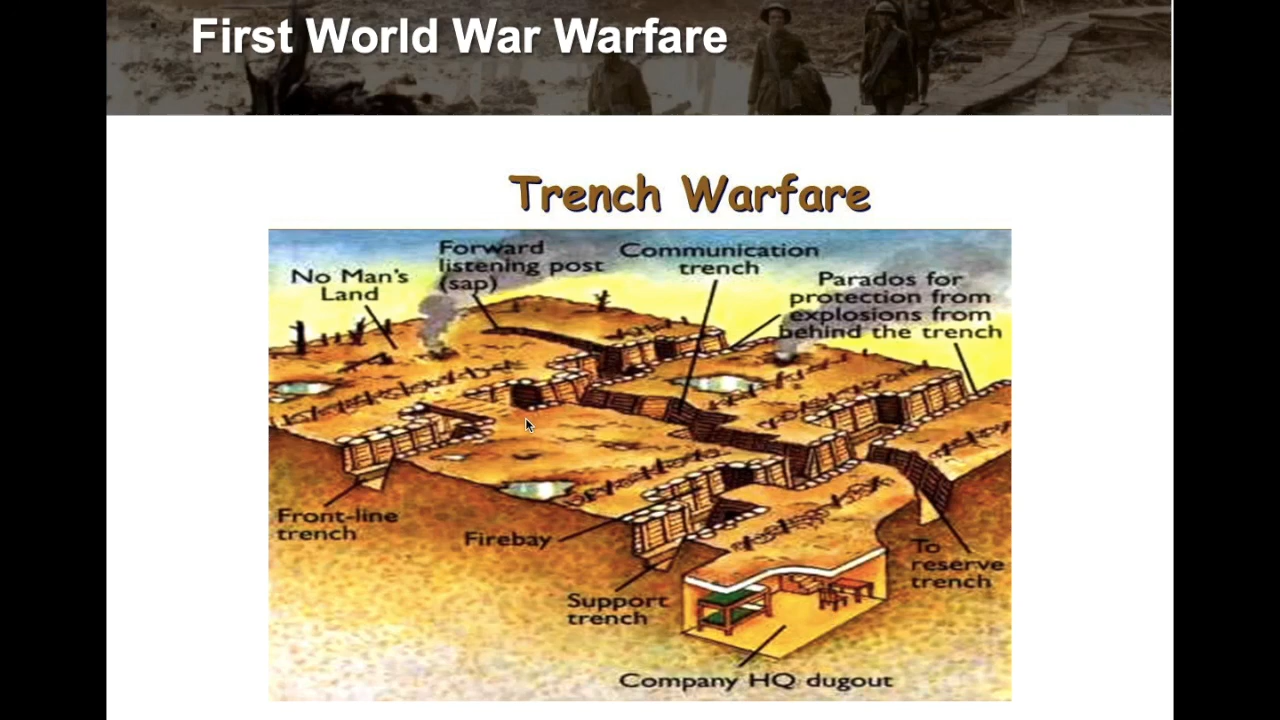 First World War Warfare
Trench Warfare
Forward
listening post
(sap)
Communication
trench
No Man's
Land
Parados for
protection from
explosions from
behind the trench
Front-line
trench
Firebay
Support
trench
To
reserve
trench
Company HQ dugout